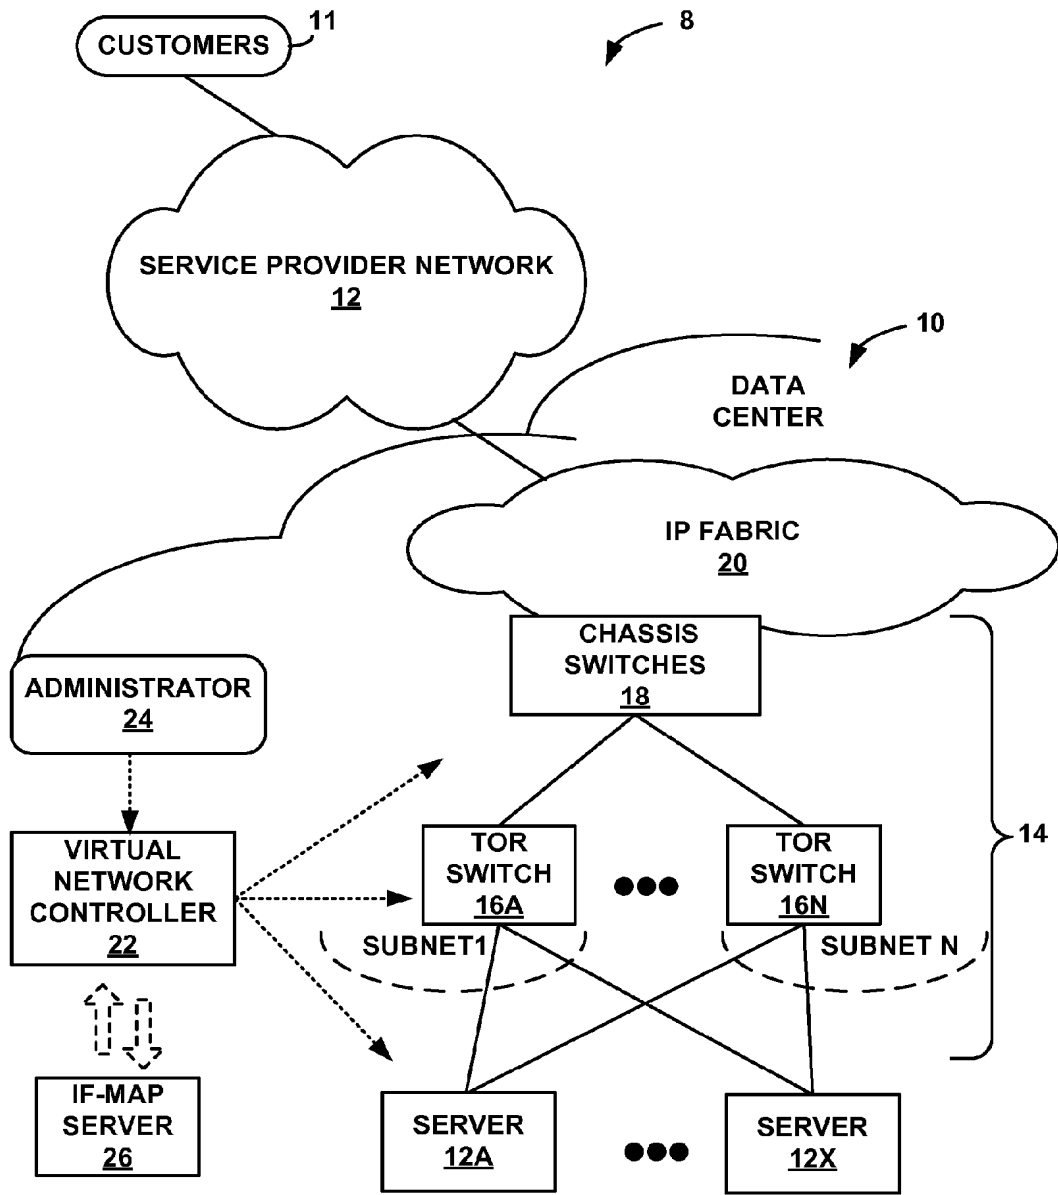 11
8
CUSTOMERS
SERVICE PROVIDER NETWORK
12
10
DATA
CENTER
IP FABRIC
20
CHASSIS
SWITCHES
18
ADMINISTRATOR
24
14
VIRTUAL
NETWORK
CONTROLLER
22
TOR
SWITCH
16A
TOR
SWITCH
16N
SUBNET1
SUBNET N
IF-MAP
SERVER
26
SERVER
12A
SERVER
12X